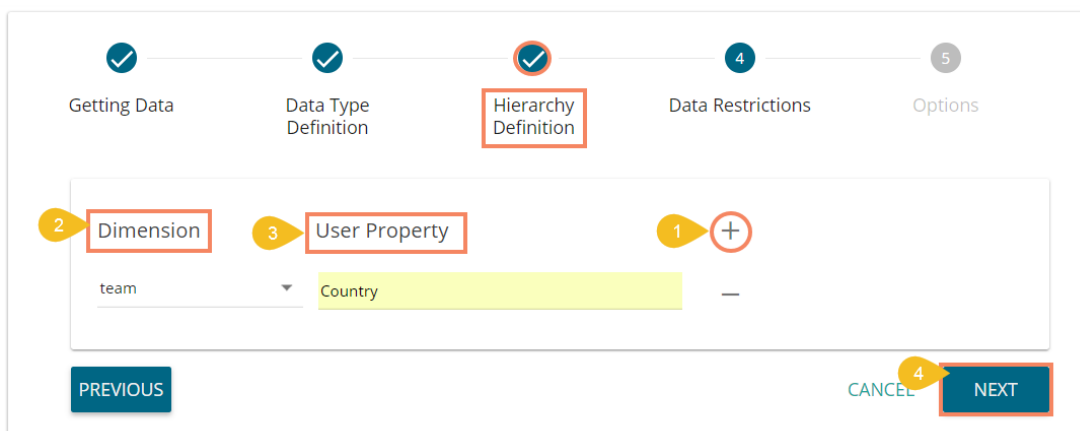 4
5
Getting Data
Data Type
Definition
Hierarchy
Definition
Data Restrictions
Options
2
Dimension
3
User Property
1
+
team
Country
PREVIOUS
CANCEL
4
NEXT